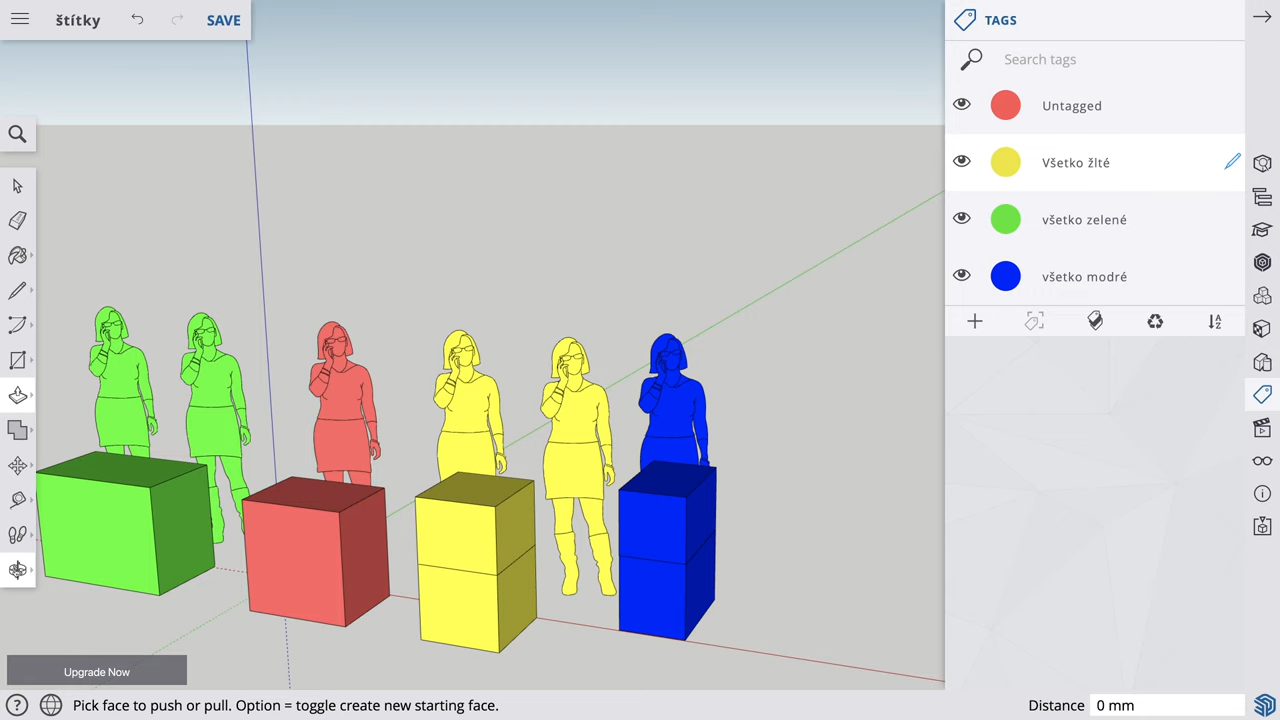 štítky
SAVE
TAGS
Search tags
Untagged
Všetko žlté
všetko zelené
všetko modré
Upgrade Now
Pick face to push or pull. Option = toggle create new starting face.
Distance
0 mm